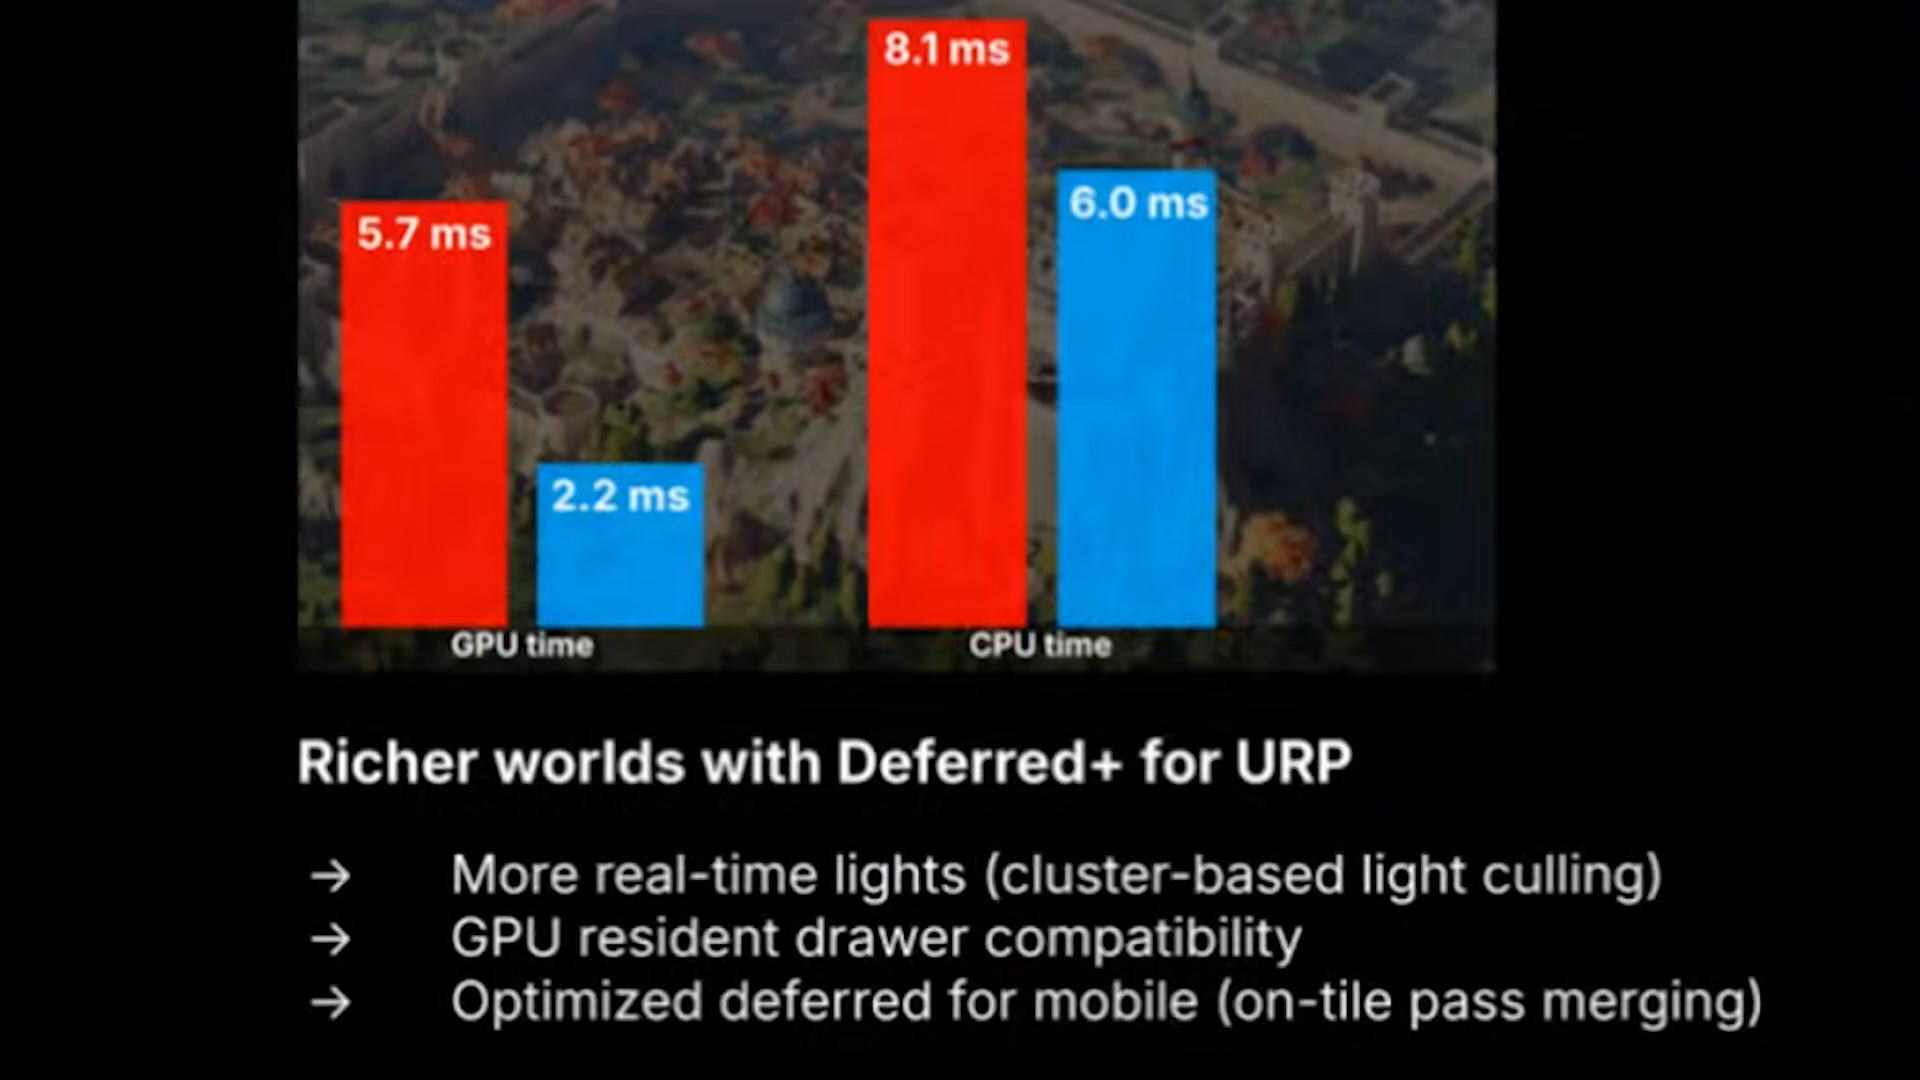 8.1 ms
6.0 ms
5.7 ms
2.2 ms
GPU time
CPU time
Richer worlds with Deferred+ for URP
→ More real-time lights (cluster-based light culling)
→ GPU resident drawer compatibility
→ Optimized deferred for mobile (on-tile pass merging)